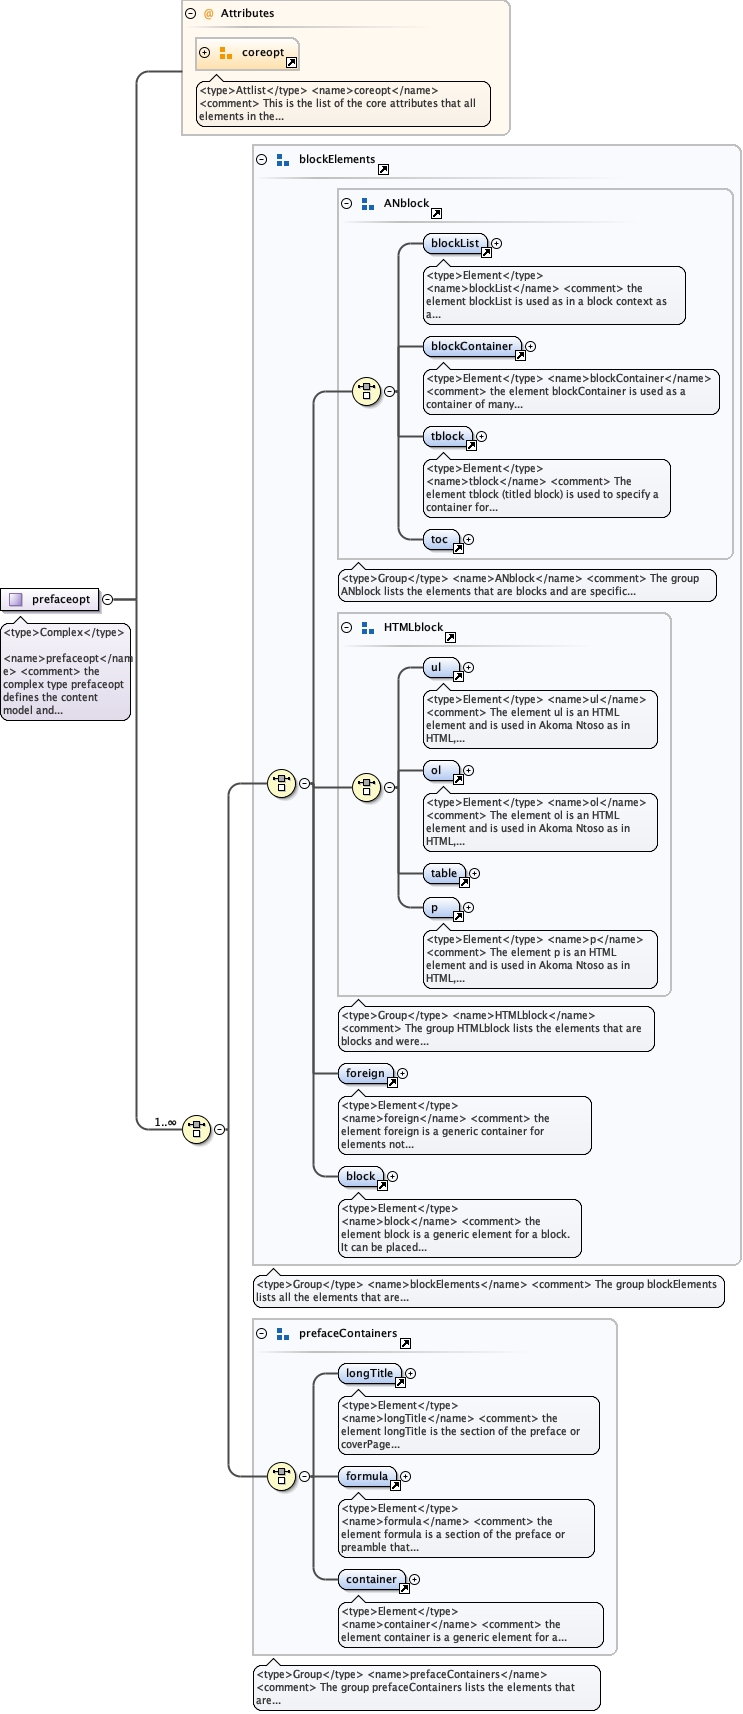 @ Attributes
coreopt
<type>Attlist</type> <name>coreopt</name>
<comment> This is the list of the core attributes that all
elements in the...
blockElements
ANblock
blockList
<type>Element</type>
<name>blockList</name> <comment> the
element blockList is used as in a block context as
a...
blockContainer
<type>Element</type> <name>blockContainer</name>
<comment> the element blockContainer is used as a
container of many...
tblock
<type>Element</type>
<name>tblock</name> <comment> The
element tblock (titled block) is used to specify a
container for...
toc
<type>Group</type> <name>ANblock</name> <comment> The group
ANblock lists the elements that are blocks and are specific...
prefaceopt
<type>Complex</type>
<name>prefaceopt</nam
e> <comment> the
complex type prefaceopt
defines the content
model and...
HTMLblock
ul
<type>Element</type> <name>ul</name>
<comment> The element ul is an HTML
element and is used in Akoma Ntoso as in
HTML,...
ol
<type>Element</type> <name>ol</name>
<comment> The element ol is an HTML
element and is used in Akoma Ntoso as in
HTML,...
table
p
<type>Element</type> <name>p</name>
<comment> The element p is an HTML
element and is used in Akoma Ntoso as in
HTML,...
<type>Group</type> <name>HTMLblock</name>
<comment> The group HTMLblock lists the elements that are
blocks and were...
foreign
<type>Element</type>
<name>foreign</name> <comment> the
element foreign is a generic container for
elements not...
1..∞
block
<type>Element</type>
<name>block</name> <comment> the
element block is a generic element for a block.
It can be placed...
<type>Group</type> <name>blockElements</name> <comment> The group blockElements
lists all the elements that are...
prefaceContainers
longTitle
<type>Element</type>
<name>longTitle</name> <comment> the
element longTitle is the section of the preface or
coverPage...
formula
<type>Element</type>
<name>formula</name> <comment> the
element formula is a section of the preface or
preamble that...
container
<type>Element</type>
<name>container</name> <comment> the
element container is a generic element for a...
<type>Group</type> <name>prefaceContainers</name>
<comment> The group prefaceContainers lists the elements that
are...